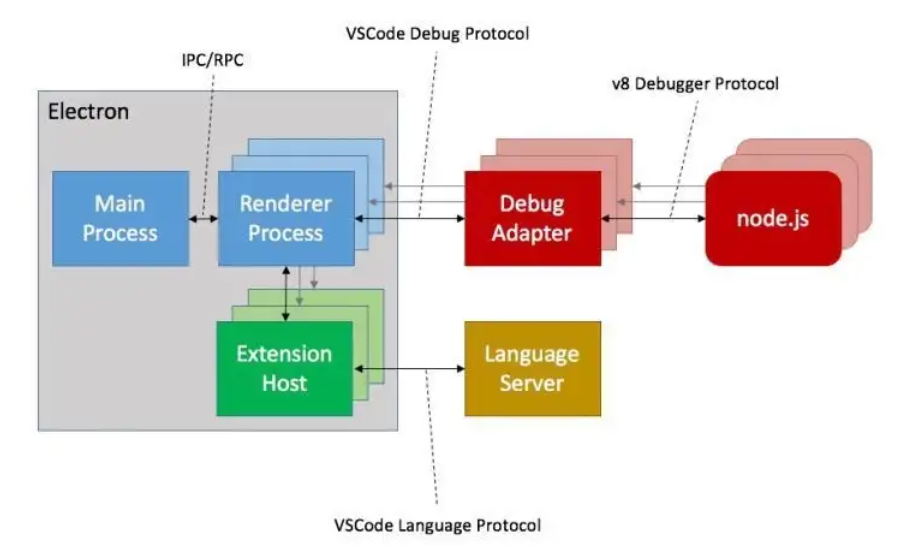 VSCode Debug Protocol
IPC/RPC
v8 Debugger Protocol
Electron
Main
Process
Renderer
Process
Debug
Adapter
node.js
Extension
Host
Language
Server
VSCode Language Protocol